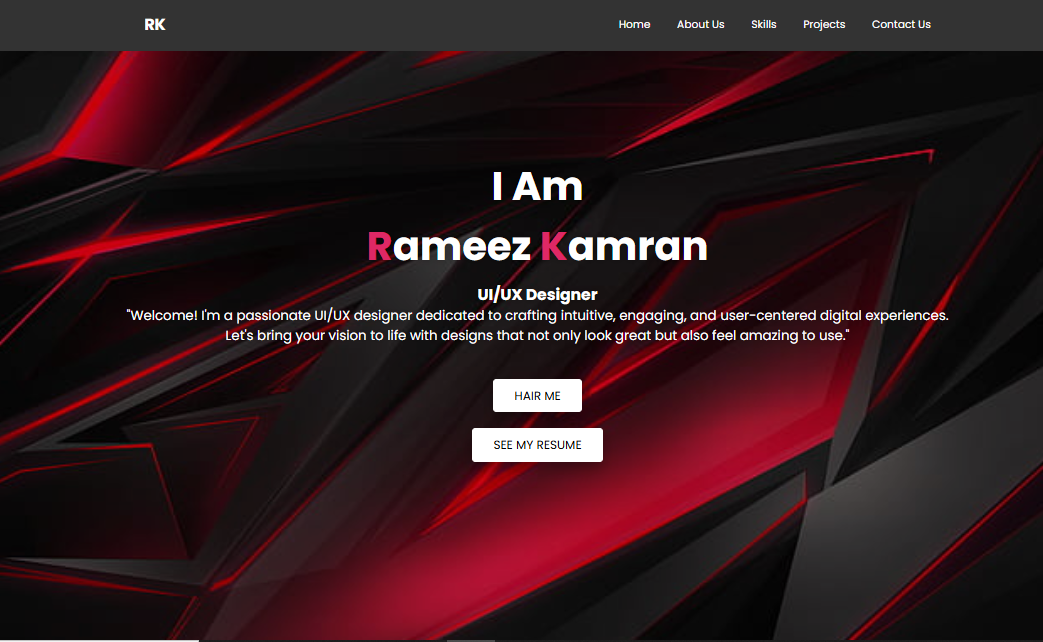 RK
Home About Us Skills Projects Contact Us
I Am
Rameez Kamran
UI/UX Designer
"Welcome! I'm a passionate UI/UX designer dedicated to crafting intuitive, engaging, and user-centered digital experiences.
Let's bring your vision to life with designs that not only look great but also feel amazing to use."
HAIR ME
SEE MY RESUME